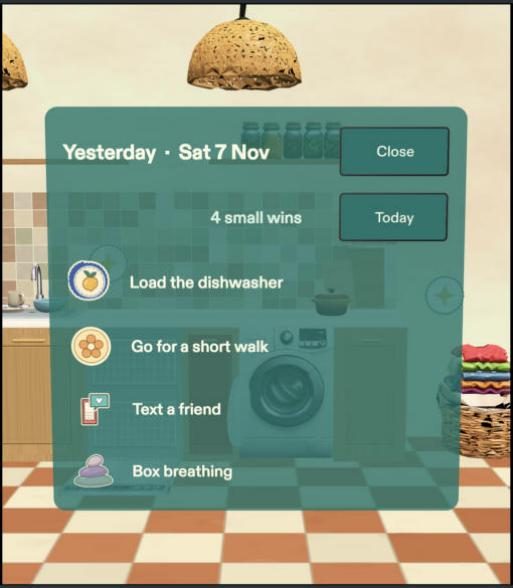 Yesterday · Sat 7 Nov
Close
4 small wins
Today
Load the dishwasher
Go for a short walk
Text a friend
Box breathing